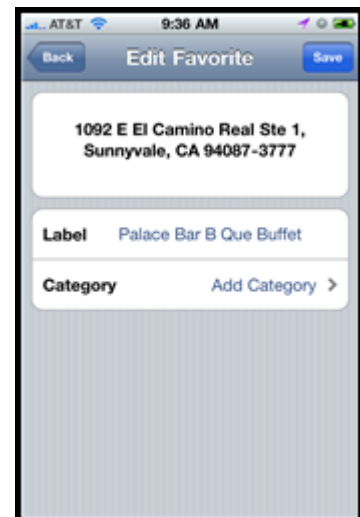 AT&T 9:36 AM
Back Edit Favorite Save
1092 E El Camino Real Ste 1,
Sunnyvale, CA 94087-3777
Label Palace Bar B Que Buffet
Category Add Category >